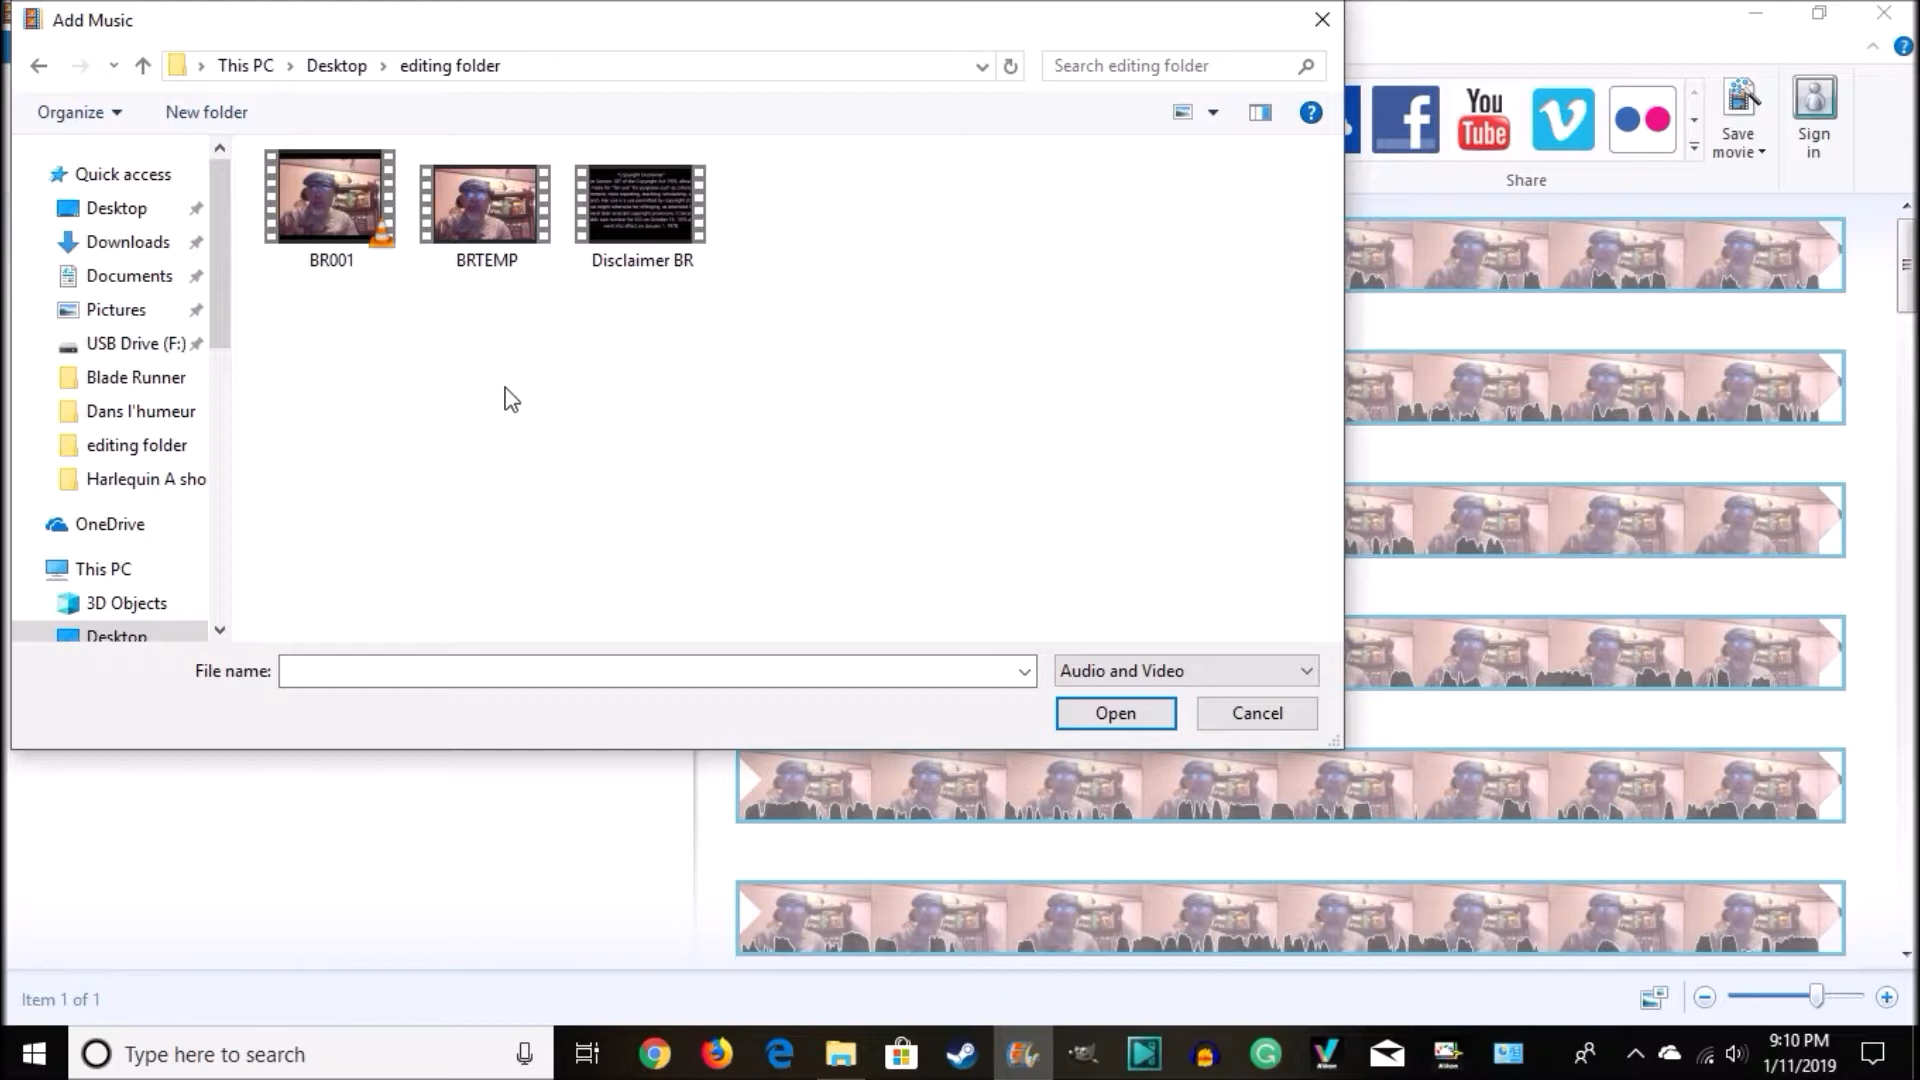 Add Music
This PC > Desktop > editing folder
Search editing folder
Organize
New folder
Quick access
Desktop
Downloads
Documents
Pictures
USB Drive (F:)
Blade Runner
Dans l'humeur
editing folder
Harlequin A sho
OneDrive
This PC
3D Objects
Desktop
BR001
BRTEMP
Disclaimer BR
File name:
Audio and Video
Open
Cancel
You
Tube
Save
movie
Sign
in
Share
Item 1 of 1
Type here to search
9:10 PM
1/11/2019